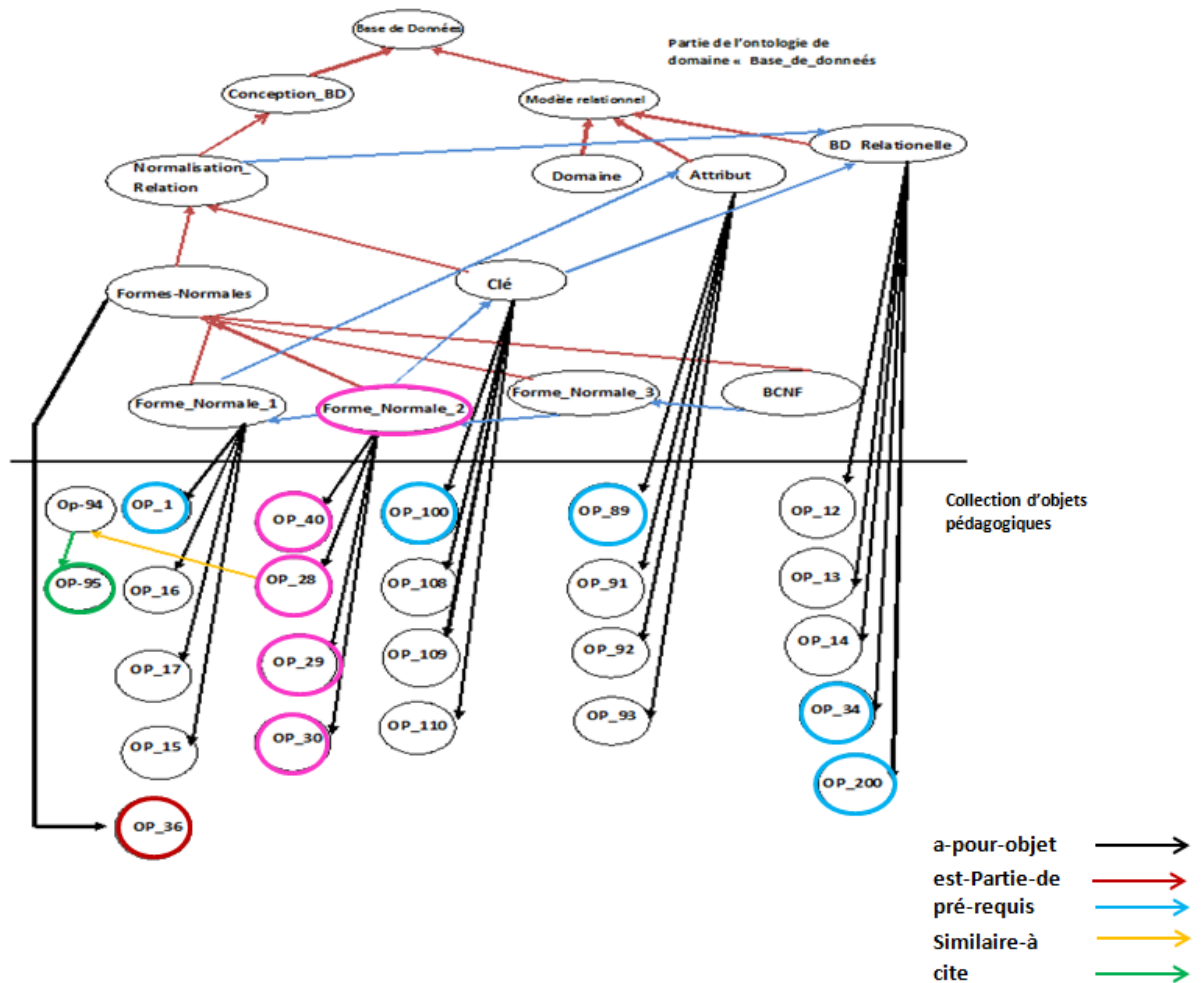 Base de Données
Partie de l'ontologie de
domaine « Base_de_donneés
Conception_BD
Modèle relationnel
BD Relationelle
Normalisation_
Relation
Domaine
Attribut
Clé
Formes-Normales
Forme_Normale_1
Forme_Normale_2
Forme_Normale_3
BCNF
Collection d'objets
pédagogiques
Op-94
OP_1
OP_40
OP_100
OP_89
OP_12
OP-95
OP_16
OP_28
OP_108
OP_91
OP_13
OP_17
OP_29
OP_109
OP_92
OP_14
OP_15
OP_30
OP_110
OP_93
OP_34
OP_200
OP_36
a-pour-objet
est-Partie-de
pré-requis
Similaire-à
cite